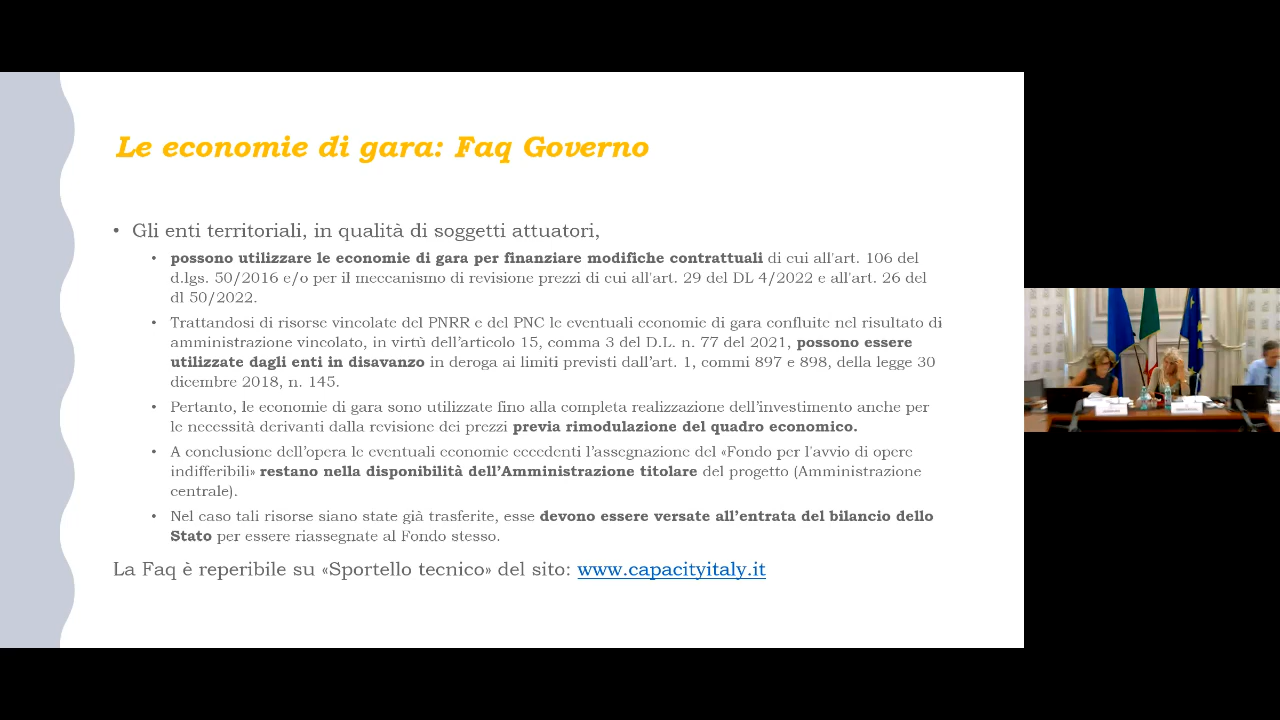 Le economie di gara: Faq Governo
• Gli enti territoriali, in qualità di soggetti attuatori,
• possono utilizzare le economie di gara per finanziare modifiche contrattuali di cui all'art. 106 del
d.lgs. 50/2016 e/o per il meccanismo di revisione prezzi di cui all'art. 29 del DL 4/2022 e all'art. 26 del
dl 50/2022.
• Trattandosi di risorse vincolate del PNRR e del PNC le eventuali economie di gara confluite nel risultato di
amministrazione vincolato, in virtù dell'articolo 15, comma 3 del D.L. n. 77 del 2021, possono essere
utilizzate dagli enti in disavanzo in deroga ai limiti previsti dall'art. 1, commi 897 e 898, della legge 30
dicembre 2018, n. 145.
• Pertanto, le economie di gara sono utilizzate fino alla completa realizzazione dell'investimento anche per
le necessità derivanti dalla revisione dei prezzi previa rimodulazione del quadro economico.
• A conclusione dell'opera le eventuali economie eccedenti l'assegnazione del «Fondo per l'avvio di opere
indifferibili» restano nella disponibilità dell'Amministrazione titolare del progetto (Amministrazione
centrale).
• Nel caso tali risorse siano state già trasferite, esse devono essere versate all'entrata del bilancio dello
Stato per essere riassegnate al Fondo stesso.
La Faq è reperibile su «Sportello tecnico» del sito: www.capacityitaly.it